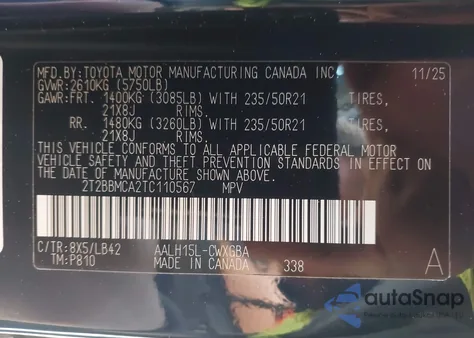 MFD.BY:TOYOTA MOTOR MANUFACTURING CANADA INC. 11/25
GVWR:2610KG (5750LB)
GAWR:FRT. 1400KG (3085LB) WITH 235/50R21 TIRES,
21X8J RIMS.
RR. 1480KG (3260LB) WITH 235/50R21 TIRES,
21X8J RIMS.
THIS VEHICLE CONFORMS TO ALL APPLICABLE FEDERAL MOTOR
VEHICLE SAFETY AND THEFT PREVENTION STANDARDS IN EFFECT ON
THE DATE OF MANUFACTURE SHOWN ABOVE.
2T2BBMCA2TC110567 MPV
C/TR:8X5/LB42 AALH15L-CWXGBA
TM:P810 MADE IN CANADA 338 A
autoSnap